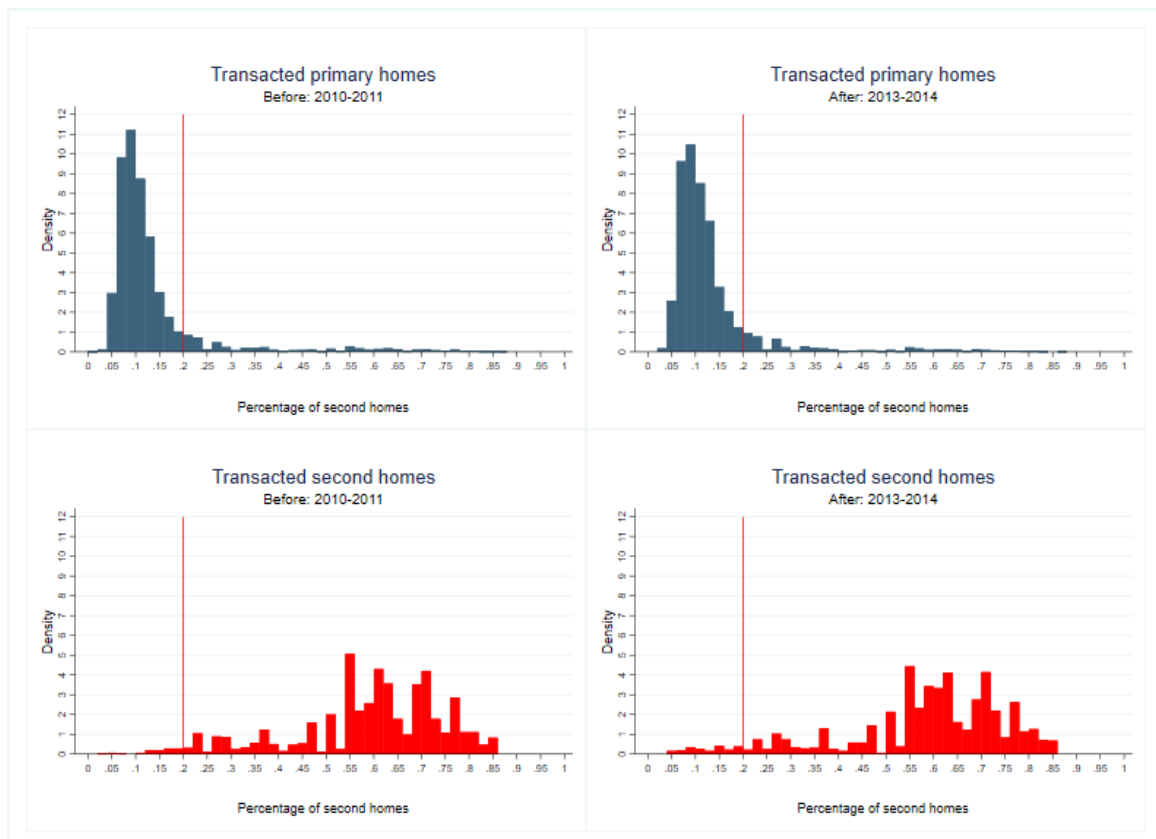 Transacted primary homes
Before: 2010-2011
Density
12
11
10
9
8
7
6
5
4
3
2
1
0
0 .05 .1 .15 .2 .25 .3 .35 .4 .45 .5 .55 .6 .65 .7 .75 .8 .85 .9 .95 1
Percentage of second homes
Transacted primary homes
After: 2013-2014
Density
12
11
10
9
8
7
6
5
4
3
2
1
0
0 .05 .1 .15 .2 .25 .3 .35 .4 .45 .5 .55 .6 .65 .7 .75 .8 .85 .9 .95 1
Percentage of second homes
Transacted second homes
Before: 2010-2011
Density
12
11
10
9
8
7
6
5
4
3
2
1
0
0 .05 .1 .15 .2 .25 .3 .35 .4 .45 .5 .55 .6 .65 .7 .75 .8 .85 .9 .95 1
Percentage of second homes
Transacted second homes
After: 2013-2014
Density
12
11
10
9
8
7
6
5
4
3
2
1
0
0 .05 .1 .15 .2 .25 .3 .35 .4 .45 .5 .55 .6 .65 .7 .75 .8 .85 .9 .95 1
Percentage of second homes